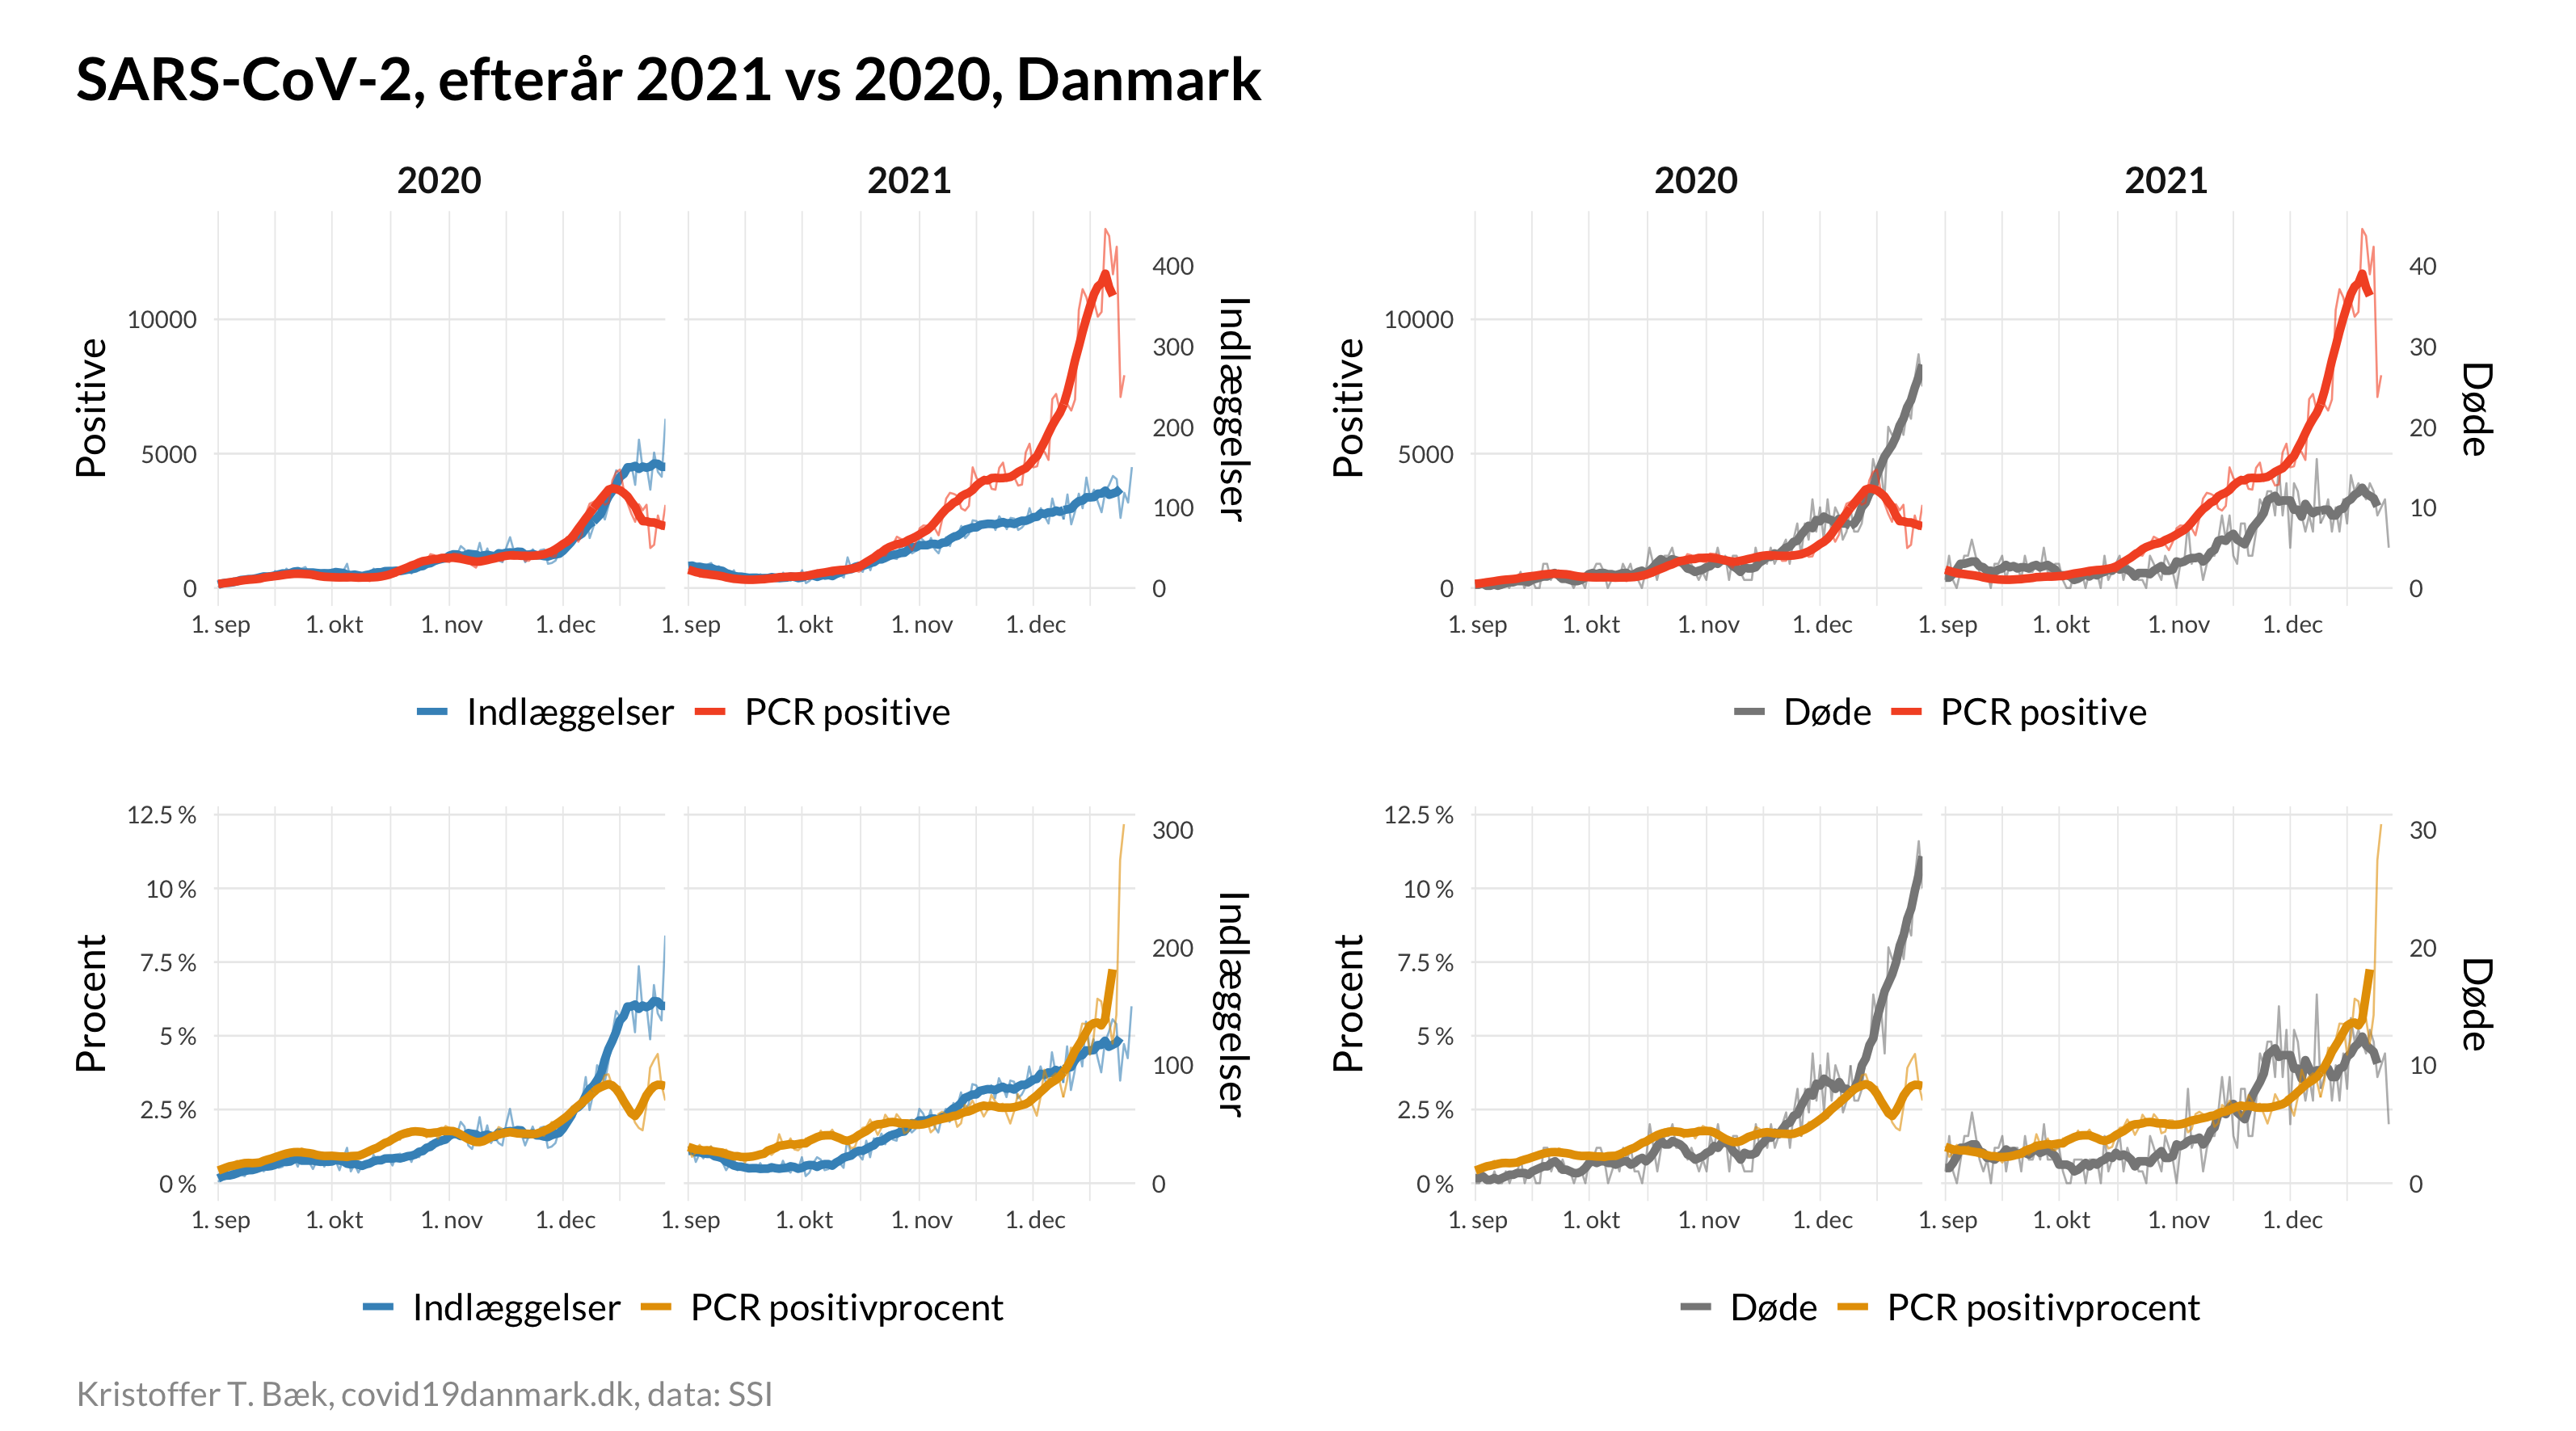 SARS-CoV-2, efterår 2021 vs 2020, Danmark
2020 2021
Positive
10000
5000
0
400
300
200
100
0
Indlæggelser
1. sep 1. okt 1. nov 1. dec 1. sep 1. okt 1. nov 1. dec
Indlæggelser PCR positive
2020 2021
Positive
10000
5000
0
40
30
20
10
0
Døde
1. sep 1. okt 1. nov 1. dec 1. sep 1. okt 1. nov 1. dec
Døde PCR positive
Procent
12.5 %
10 %
7.5 %
5 %
2.5 %
0 %
300
200
100
0
Indlæggelser
1. sep 1. okt 1. nov 1. dec 1. sep 1. okt 1. nov 1. dec
Indlæggelser PCR positivprocent
Procent
12.5 %
10 %
7.5 %
5 %
2.5 %
0 %
30
20
10
0
Døde
1. sep 1. okt 1. nov 1. dec 1. sep 1. okt 1. nov 1. dec
Døde PCR positivprocent
Kristoffer T. Bæk, covid19danmark.dk, data: SSI